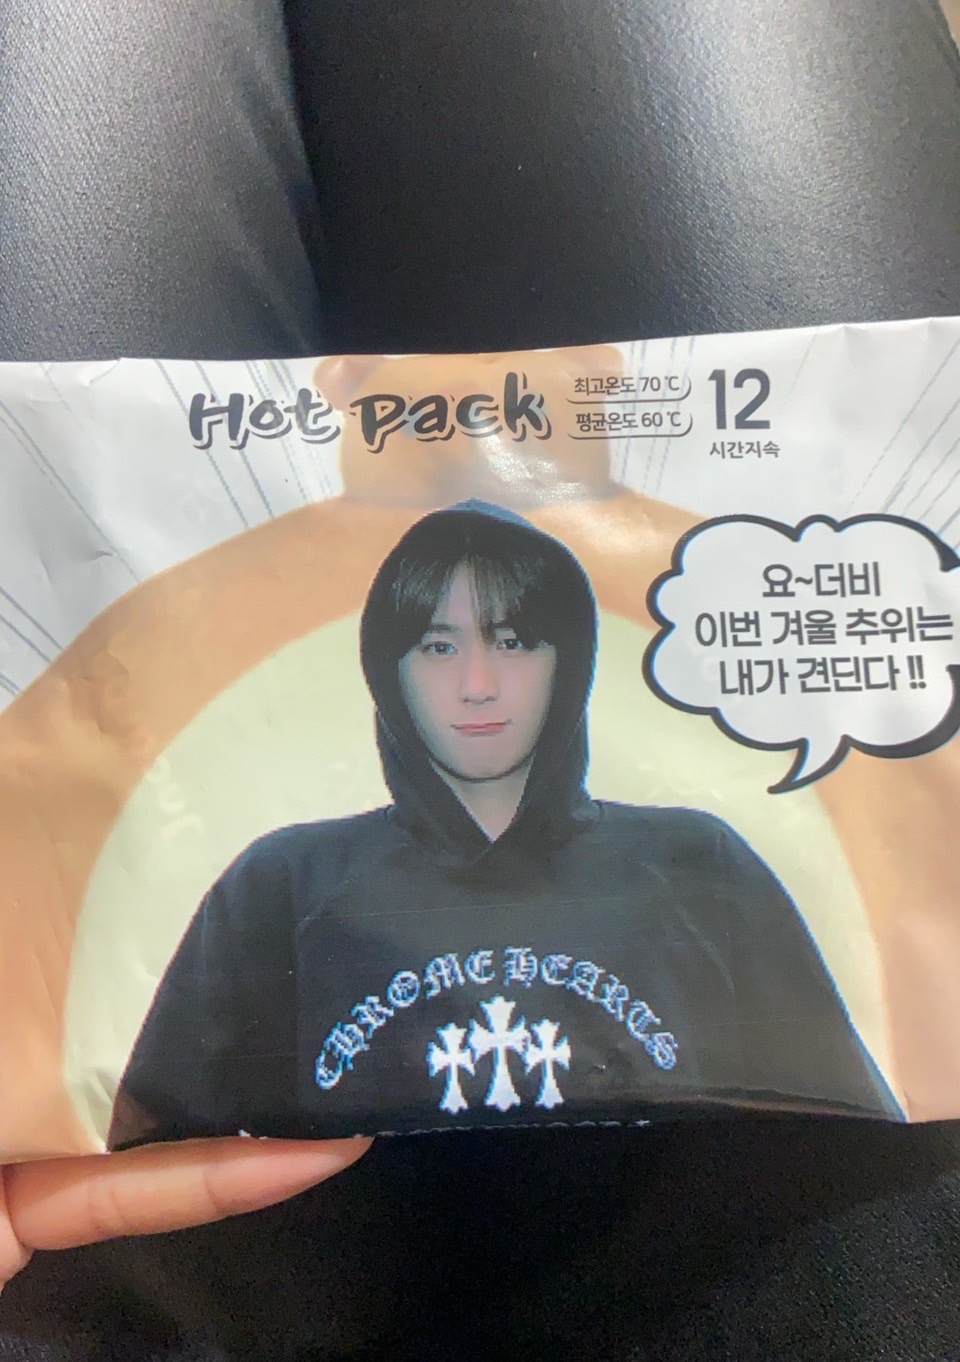 Hot Pack
최고온도 70 ℃
평균온도 60 ℃
12
시간지속
요~더비
이번 겨울 추위는
내가 견딘다 !!
CHROME HEARTS